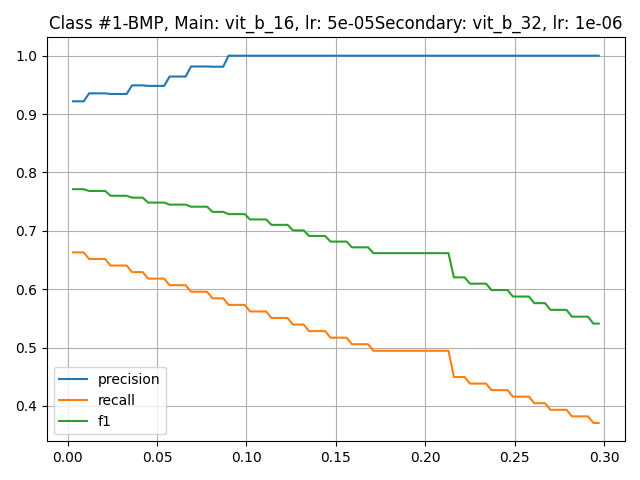 Class #1-BMP, Main: vit_b_16, lr: 5e-05Secondary: vit_b_32, lr: 1e-06
1.0
0.9
0.8
0.7
0.6
0.5
0.4
precision
recall
f1
0.00 0.05 0.10 0.15 0.20 0.25 0.30